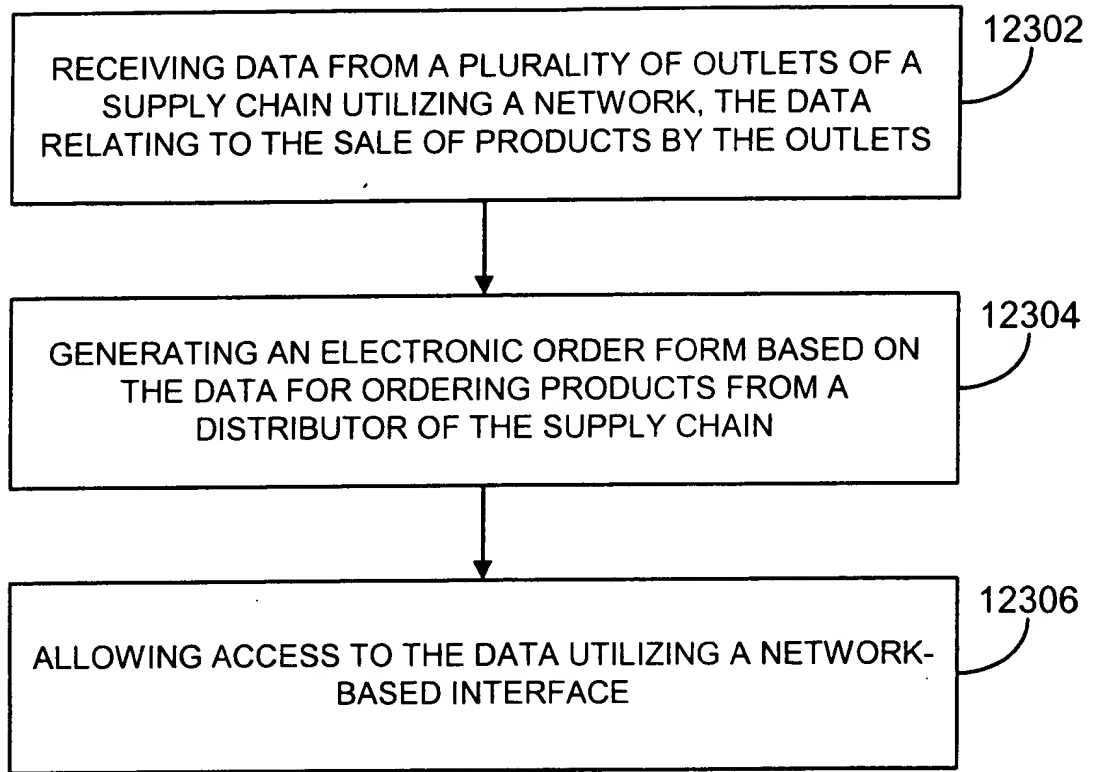 12302
RECEIVING DATA FROM A PLURALITY OF OUTLETS OF A
SUPPLY CHAIN UTILIZING A NETWORK, THE DATA
RELATING TO THE SALE OF PRODUCTS BY THE OUTLETS
12304
GENERATING AN ELECTRONIC ORDER FORM BASED ON
THE DATA FOR ORDERING PRODUCTS FROM A
DISTRIBUTOR OF THE SUPPLY CHAIN
12306
ALLOWING ACCESS TO THE DATA UTILIZING A NETWORK-
BASED INTERFACE